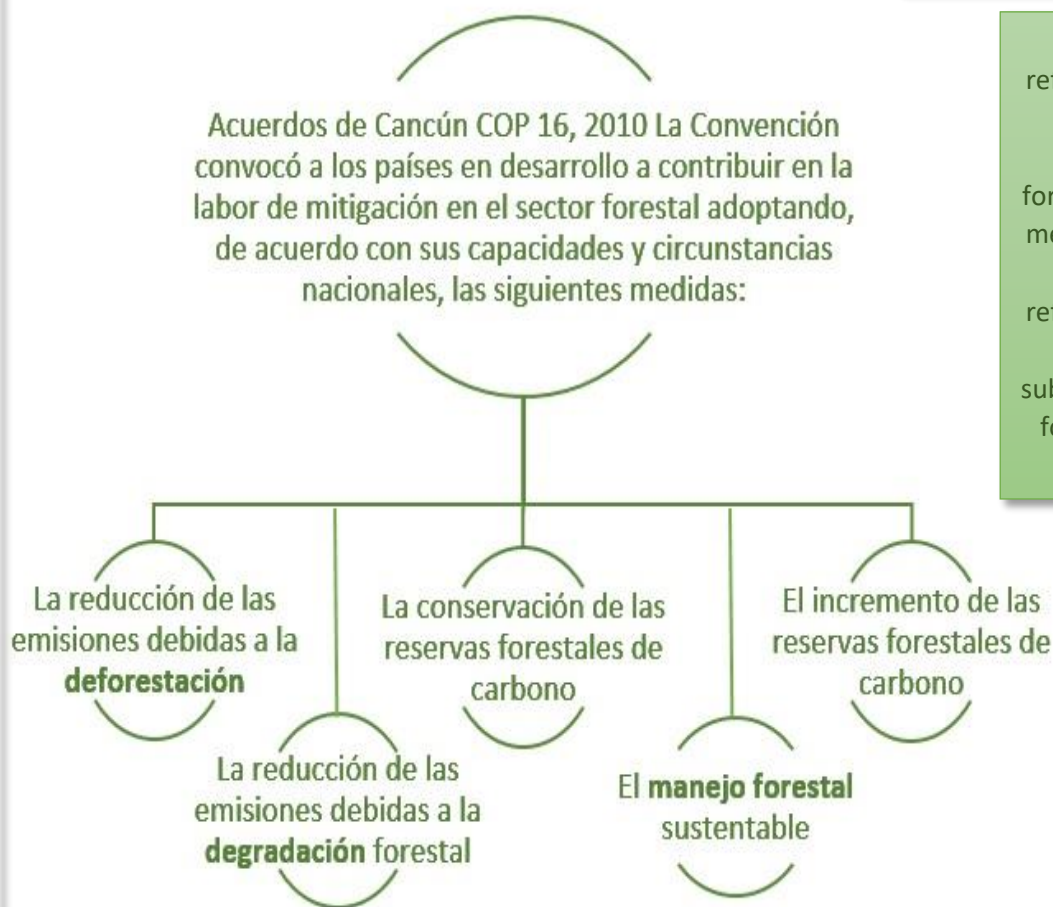 Acuerdos de Cancún COP 16, 2010 La Convención
convocó a los países en desarrollo a contribuir en la
labor de mitigación en el sector forestal adoptando,
de acuerdo con sus capacidades y circunstancias
nacionales, las siguientes medidas:
La reducción de las
emisiones debidas a la
deforestación
La reducción de las
emisiones debidas a la
degradación forestal
La conservación de las
reservas forestales de
carbono
El manejo forestal
sustentable
El incremento de las
reservas forestales de
carbono